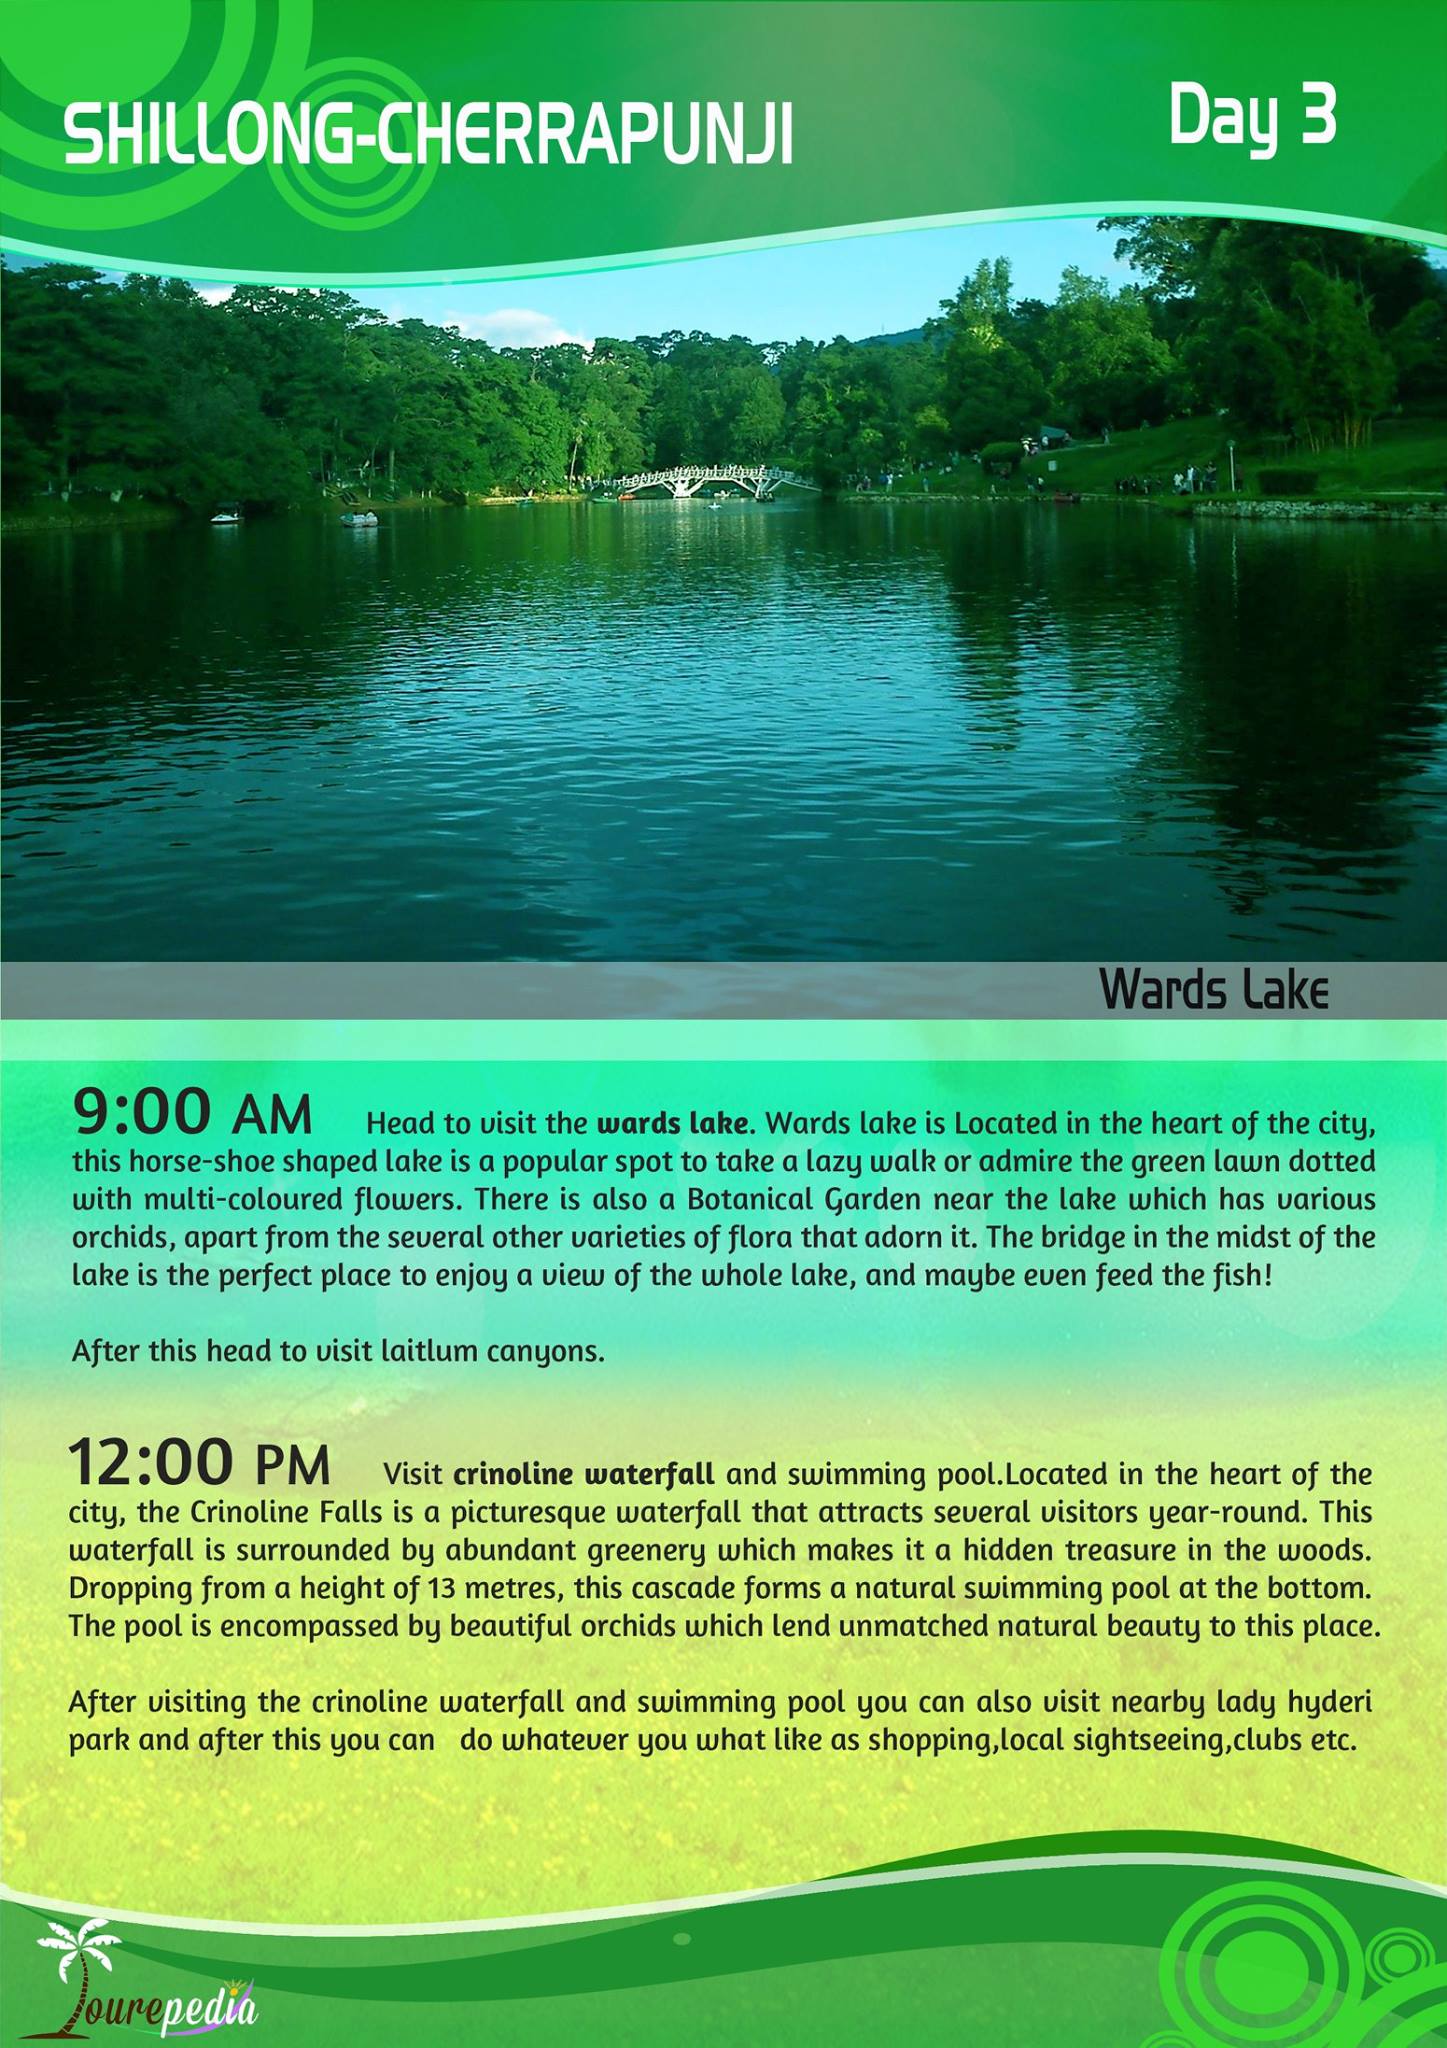 SHILLONG-CHERRAPUNJI
Day 3
Wards Lake
9:00 AM Head to visit the wards lake. Wards lake is Located in the heart of the city,
this horse-shoe shaped lake is a popular spot to take a lazy walk or admire the green lawn dotted
with multi-coloured flowers. There is also a Botanical Garden near the lake which has various
orchids, apart from the several other varieties of flora that adorn it. The bridge in the midst of the
lake is the perfect place to enjoy a view of the whole lake, and maybe even feed the fish!
After this head to visit laitlum canyons.
12:00 PM Visit crinoline waterfall and swimming pool.Located in the heart of the
city, the Crinoline Falls is a picturesque waterfall that attracts several visitors year-round. This
waterfall is surrounded by abundant greenery which makes it a hidden treasure in the woods.
Dropping from a height of 13 metres, this cascade forms a natural swimming pool at the bottom.
The pool is encompassed by beautiful orchids which lend unmatched natural beauty to this place.
After visiting the crinoline waterfall and swimming pool you can also visit nearby lady hyderi
park and after this you can do whatever you what like as shopping,local sightseeing,clubs etc.
Tourepedia